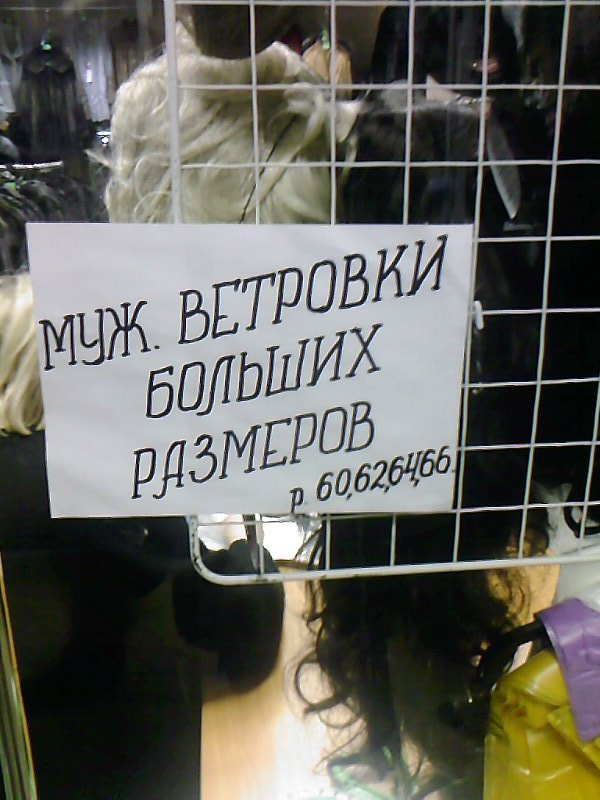 МУЖ. ВЕТРОВКИ
БОЛЬШИХ
РАЗМЕРОВ
р. 60,62,64,66.